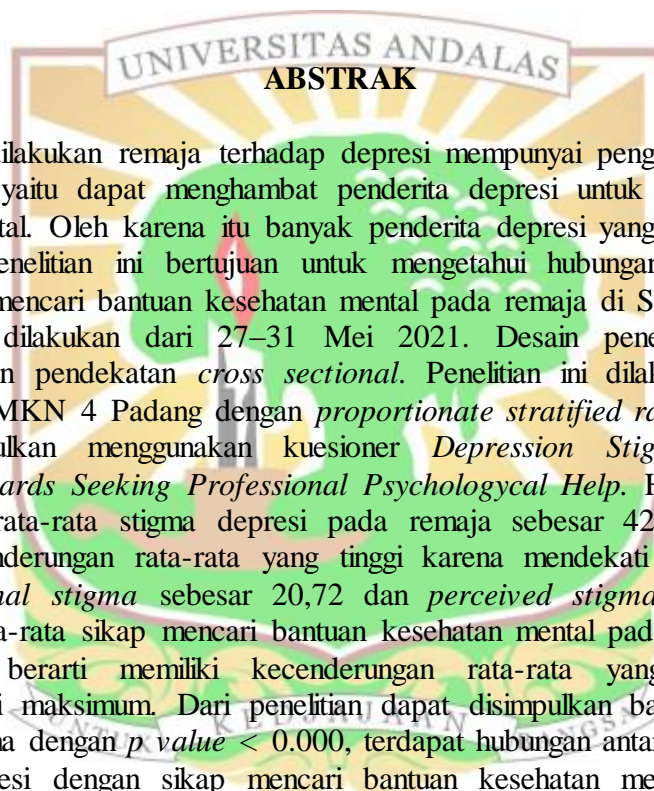 UNIVERSITAS ANDALAS
ABSTRAK
dilakukan remaja terhadap depresi mempunyai peng
yaitu dapat menghambat penderita depresi untuk
tal. Oleh karena itu banyak penderita depresi yang
enelitian ini bertujuan untuk mengetahui hubungan
mencari bantuan kesehatan mental pada remaja di S
dilakukan dari 27–31 Mei 2021. Desain pene
n pendekatan cross sectional. Penelitian ini dilak
MKN 4 Padang dengan proportionate stratified ra
ulkan menggunakan kuesioner Depression Stig
ards Seeking Professional Psychologycal Help. H
rata-rata stigma depresi pada remaja sebesar 42
nderungan rata-rata yang tinggi karena mendekati
nal stigma sebesar 20,72 dan perceived stigma
a-rata sikap mencari bantuan kesehatan mental pad
berarti memiliki kecenderungan rata-rata yang
i maksimum. Dari penelitian dapat disimpulkan ba
na dengan p value < 0.000, terdapat hubungan antar
esi dengan sikap mencari bantuan kesehatan me
UNTUK KEDJAJAAN BANGSA